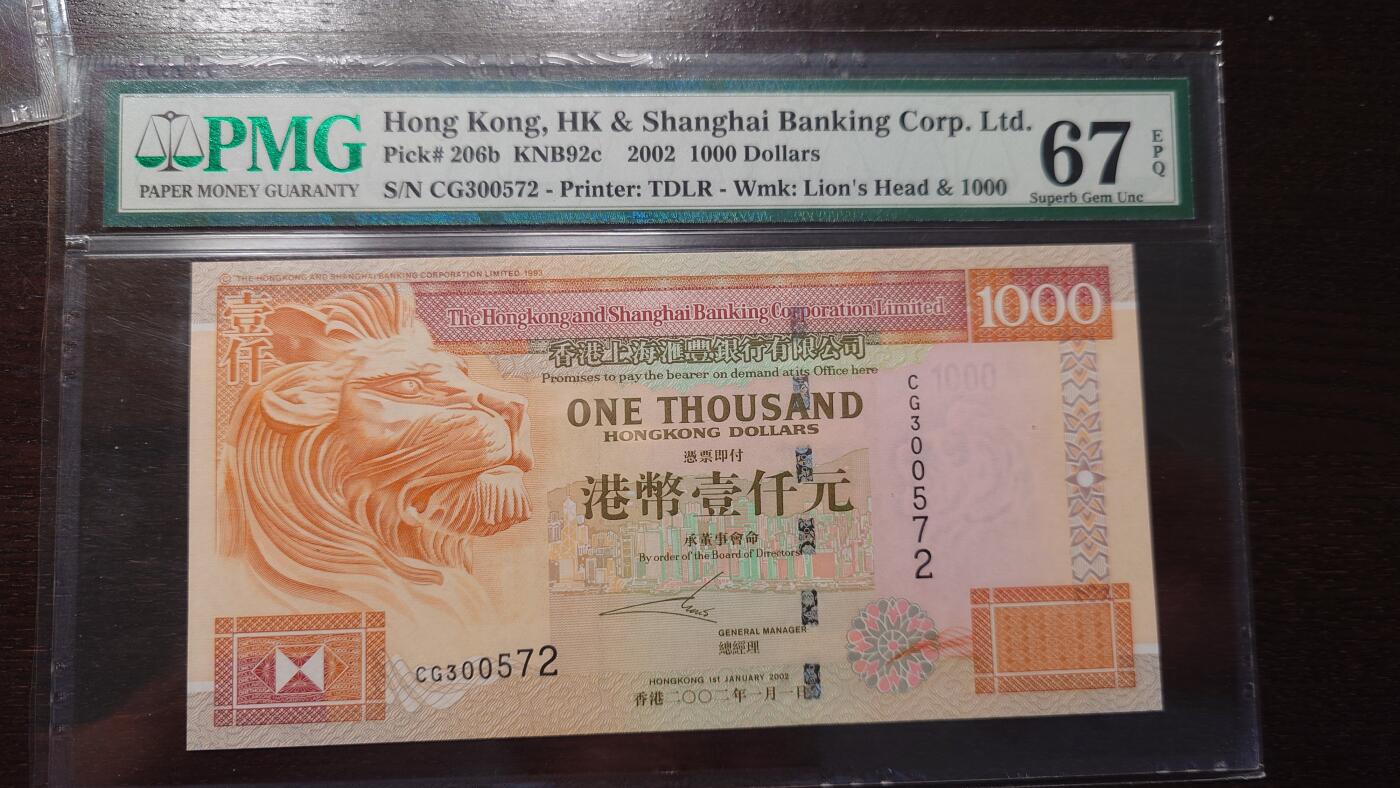 PMG
PAPER MONEY GUARANTY
Hong Kong, HK & Shanghai Banking Corp. Ltd.
Pick# 206b KNB92c 2002 1000 Dollars
S/N CG300572 - Printer: TDLR - Wmk: Lion's Head & 1000
67
EPQ
Superb Gem Unc
© THE HONGKONG AND SHANGHAI BANKING CORPORATION LIMITED 1993
壹仟
The Hongkong and Shanghai Banking Corporation Limited
1000
香港上海滙豐銀行有限公司
Promises to pay the bearer on demand at its Office here
1000
ONE THOUSAND
HONGKONG DOLLARS
憑票即付
港幣壹仟元
CG300572
承董事會命
By order of the Board of Directors
GENERAL MANAGER
總經理
CG300572
HONGKONG 1st JANUARY 2002
香港二〇〇二年一月一日